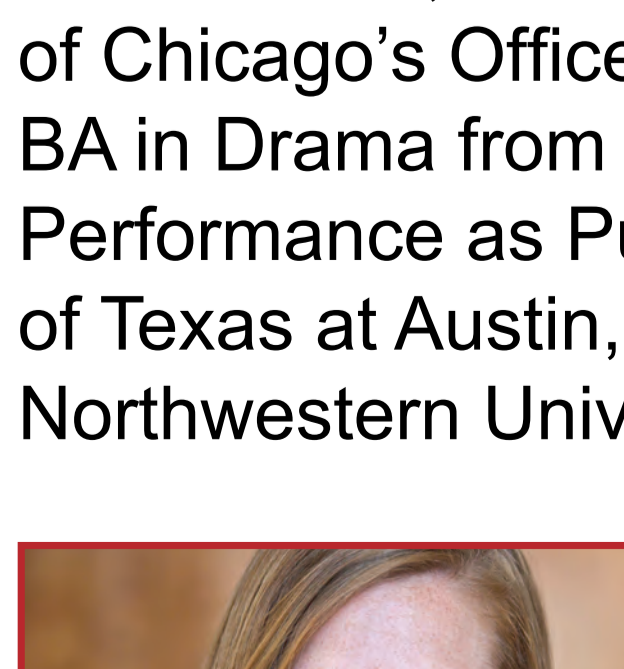 of Chicago’s Office
BA in Drama from
Performance as
of Texas at Austin,
Northwestern